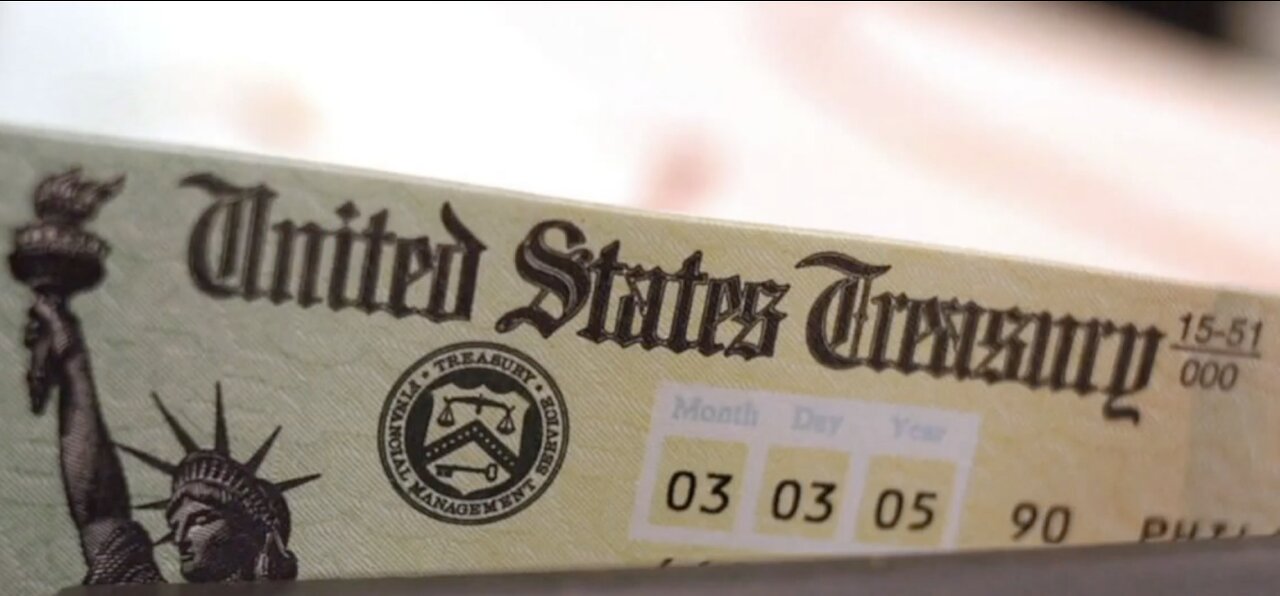 United States Treasury
15-51
000
TREASURY
FINANCIAL MANAGEMENT SERVICE
Month Day Year
03 03 05 90